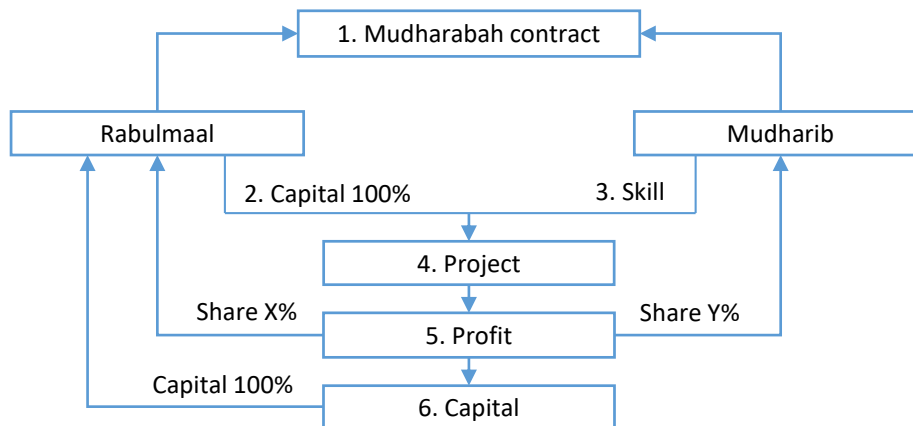 1. Mudharabah contract
Rabulmaal
Mudharib
2. Capital 100%
3. Skill
4. Project
Share X%
5. Profit
Share Y%
Capital 100%
6. Capital